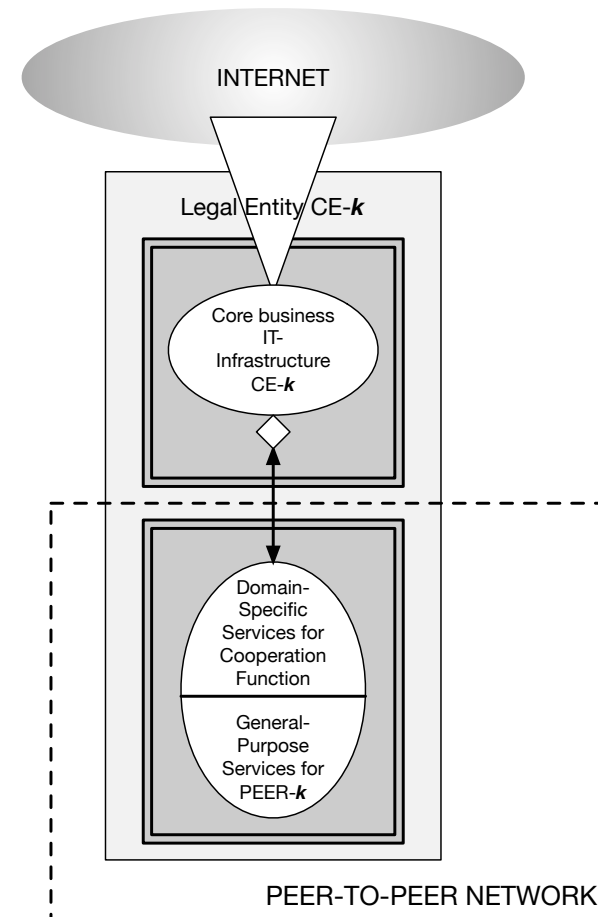 INTERNET
Legal Entity CE-k
Core business
IT-
Infrastructure
CE-k
Domain-
Specific
Services for
Cooperation
Function
General-
Purpose
Services for
PEER-k
PEER-TO-PEER NETWORK